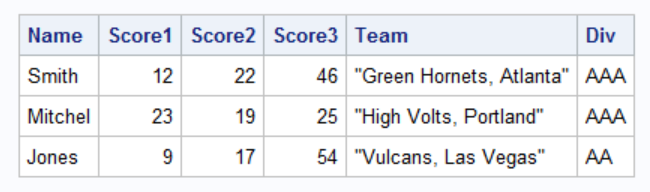 Name Score1 Score2 Score3 Team Div
Smith 12 22 46 "Green Hornets, Atlanta" AAA
Mitchel 23 19 25 "High Volts, Portland" AAA
Jones 9 17 54 "Vulcans, Las Vegas" AA